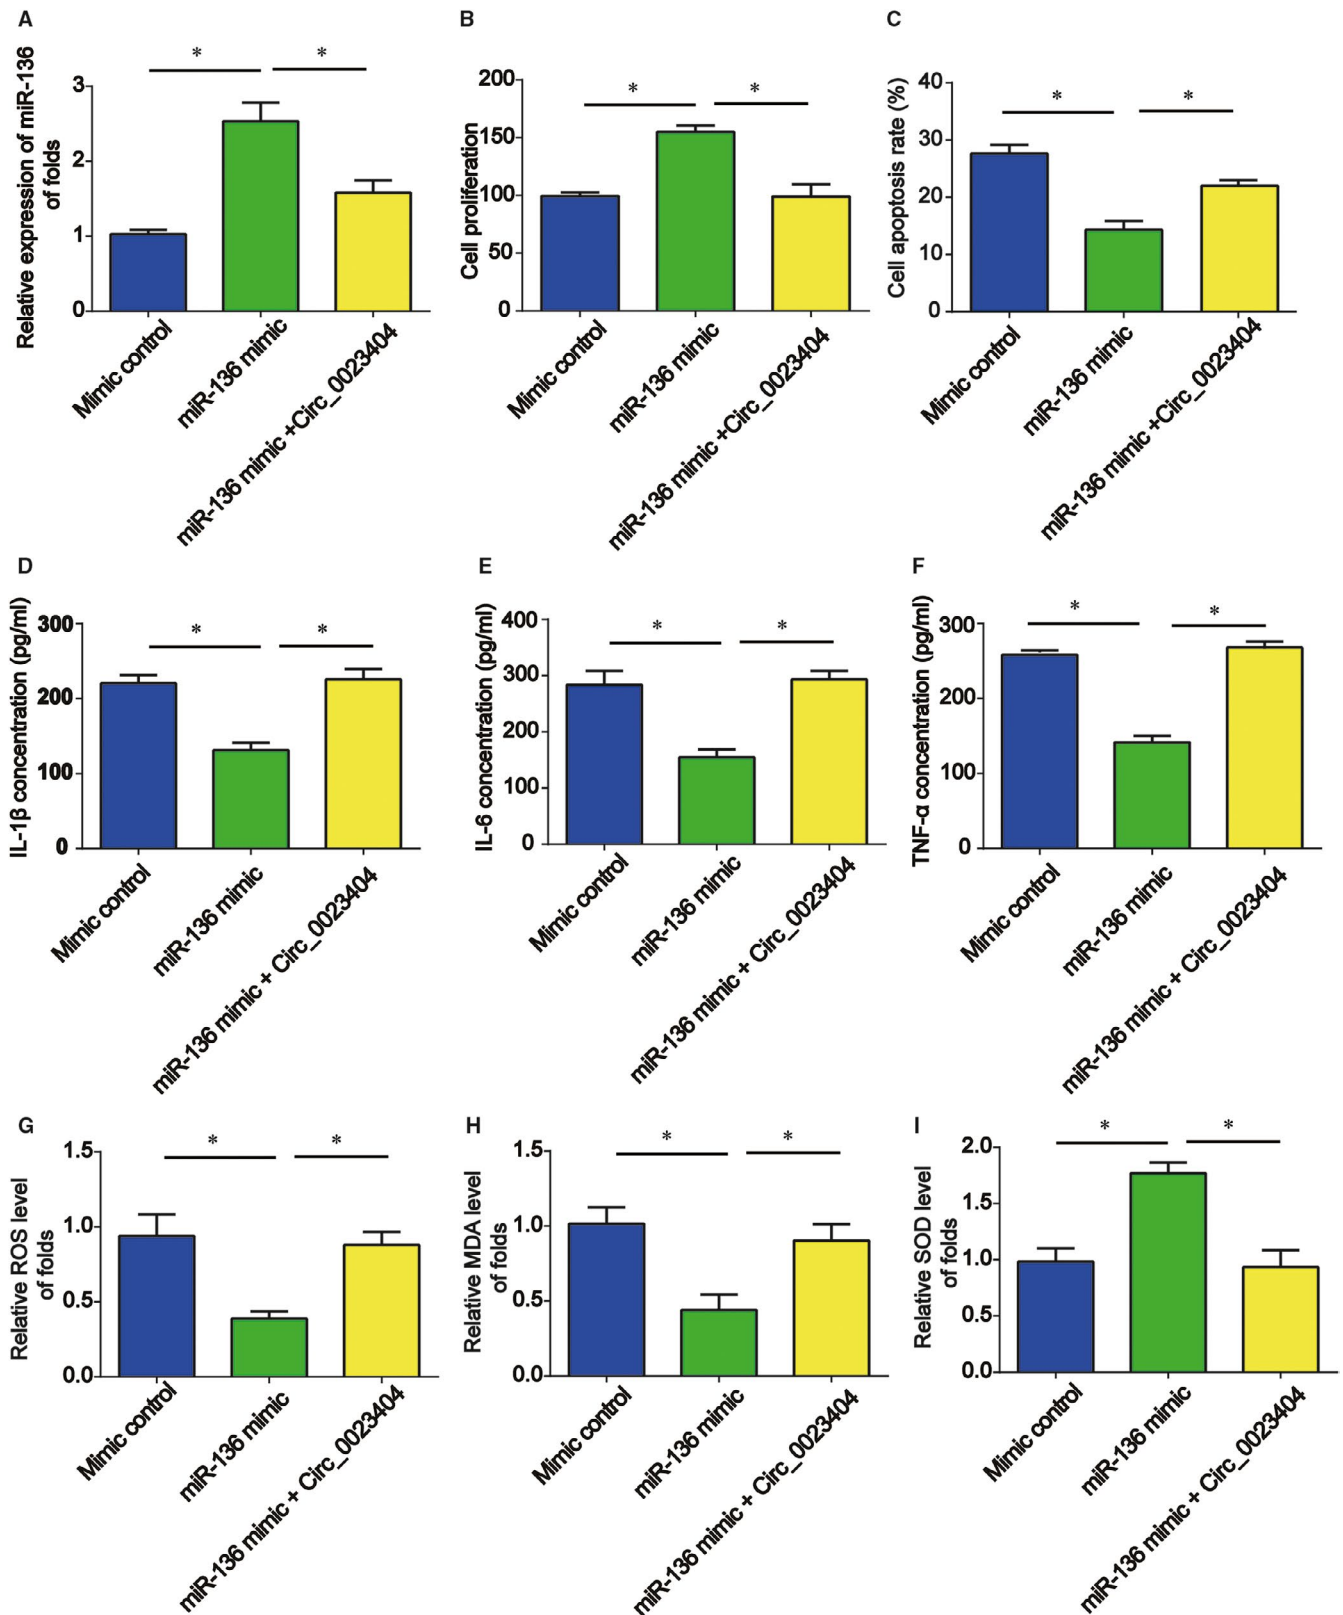 A
Relative expression of miR-136
of folds
3
2
1
0
*
*
Mimic control
miR-136 mimic
miR-136 mimic +Circ_0023404
B
Cell proliferation
200
150
100
50
0
*
*
Mimic control
miR-136 mimic
miR-136 mimic +Circ_0023404
C
Cell apoptosis rate (%)
40
30
20
10
0
*
*
Mimic control
miR-136 mimic
miR-136 mimic +Circ_0023404
D
IL-1β concentration (pg/ml)
300
200
100
0
*
*
Mimic control
miR-136 mimic
miR-136 mimic + Circ_0023404
E
IL-6 concentration (pg/ml)
400
300
200
100
0
*
*
Mimic control
miR-136 mimic
miR-136 mimic + Circ_0023404
F
TNF-α concentration (pg/ml)
300
200
100
0
*
*
Mimic control
miR-136 mimic
miR-136 mimic + Circ_0023404
G
Relative ROS level
of folds
1.5
1.0
0.5
0.0
*
*
Mimic control
miR-136 mimic
miR-136 mimic + Circ_0023404
H
Relative MDA level
of folds
1.5
1.0
0.5
0.0
*
*
Mimic control
miR-136 mimic
miR-136 mimic + Circ_0023404
I
Relative SOD level
of folds
2.0
1.5
1.0
0.5
0.0
*
*
Mimic control
miR-136 mimic
miR-136 mimic + Circ_0023404